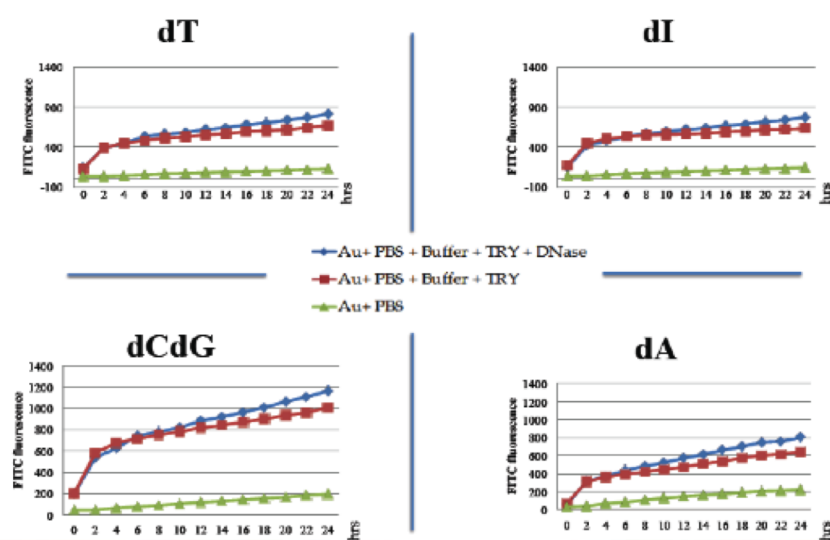 dT
1400
900
400
-100
FITC fluorescence
0 2 4 6 8 10 12 14 16 18 20 22 24
hrs
dI
1400
900
400
-100
FITC fluorescence
0 2 4 6 8 10 12 14 16 18 20 22 24
hrs
Au+ PBS + Buffer + TRY + DNase
Au+ PBS + Buffer + TRY
Au+ PBS
dCdG
1400
1200
1000
800
600
400
200
0
FITC fluorescence
0 2 4 6 8 10 12 14 16 18 20 22 24
hrs
dA
1400
1200
1000
800
600
400
200
0
FITC fluorescence
0 2 4 6 8 10 12 14 16 18 20 22 24
hrs